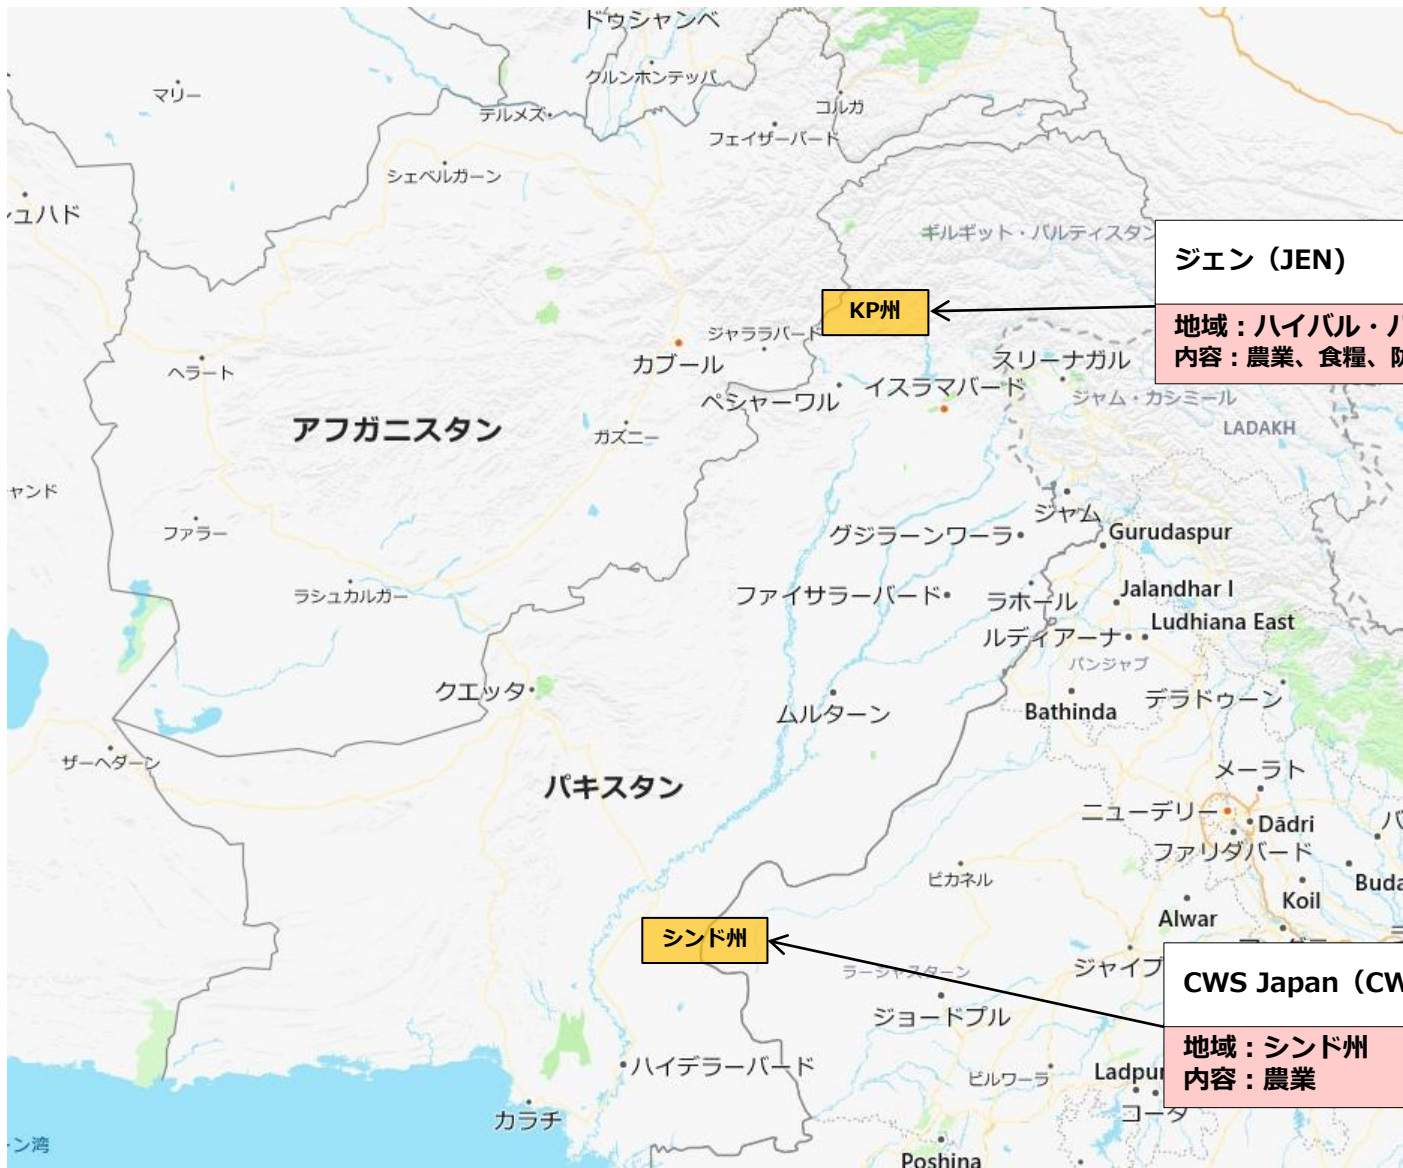 ドゥシャンベ
マリー
クルンホンテッパ
テルメズ
コルガ
フェイザーバード
シェベルガーン
シュハド
ギルギット・バルティスタン
ジェン（JEN)
KP州
地域：ハイバル・パ
内容：農業、食糧、防
ジャララバード
カブール
ヘラート
スリーナガル
イスラマバード
ペシャーワル
ジャム・カシミール
アフガニスタン
ガズニー
LADAKH
ャンド
ファラー
ジャム
グジラーンワーラ
Gurudaspur
ラシュカルガー
ファイサラーバード
ラホール
Jalandhar I
Ludhiana East
ルディアーナ
パンジャブ
クエッタ
ムルターン
Bathinda
デラドゥーン
ザーヘダーン
パキスタン
メーラト
ニューデリー
Dādri
バ
ファリダバード
ビカネル
Buda
Koil
Alwar
シンド州
ジャイプ
ラージャスターン
CWS Japan（CW
ジョードプル
地域：シンド州
内容：農業
ハイデラーバード
ビルワーラ
Ladpur
コータ
カラチ
ーン湾
Poshina